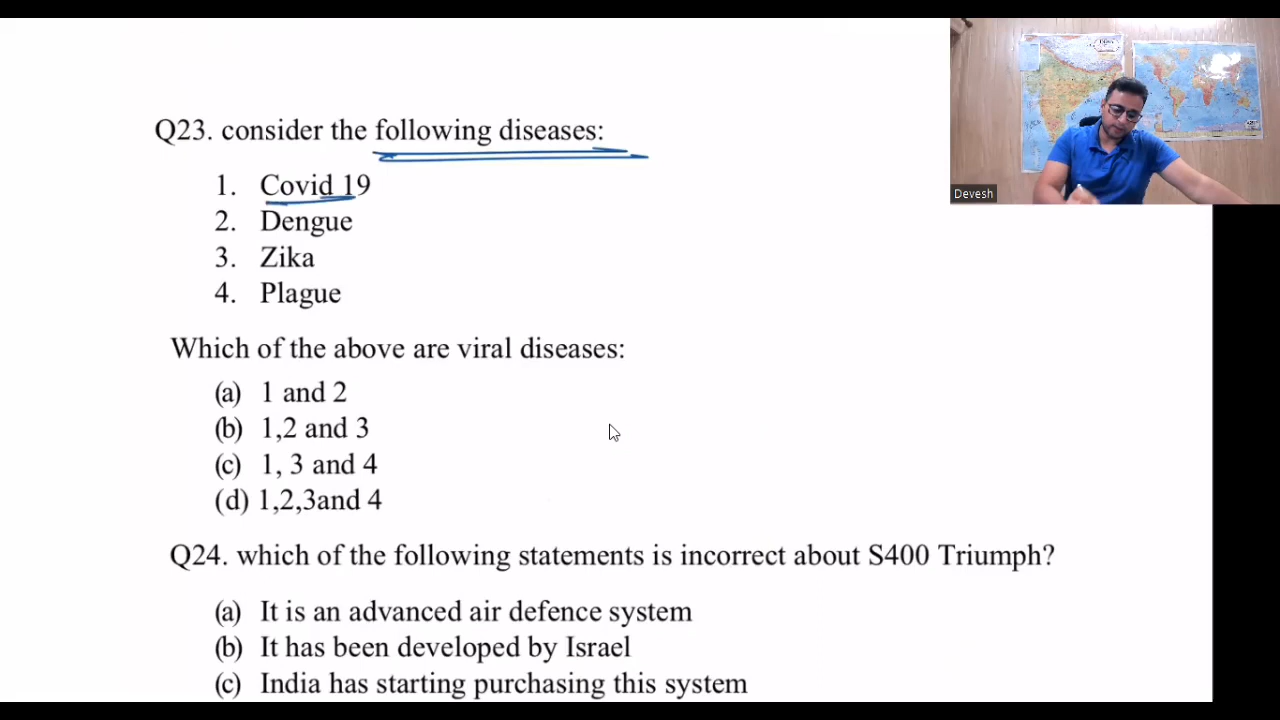 Q23. consider the following diseases:
1. Covid 19
2. Dengue
3. Zika
4. Plague
Which of the above are viral diseases:
(a) 1 and 2
(b) 1,2 and 3
(c) 1, 3 and 4
(d) 1,2,3and 4
Q24. which of the following statements is incorrect about S400 Triumph?
(a) It is an advanced air defence system
(b) It has been developed by Israel
(c) India has starting purchasing this system
Devesh